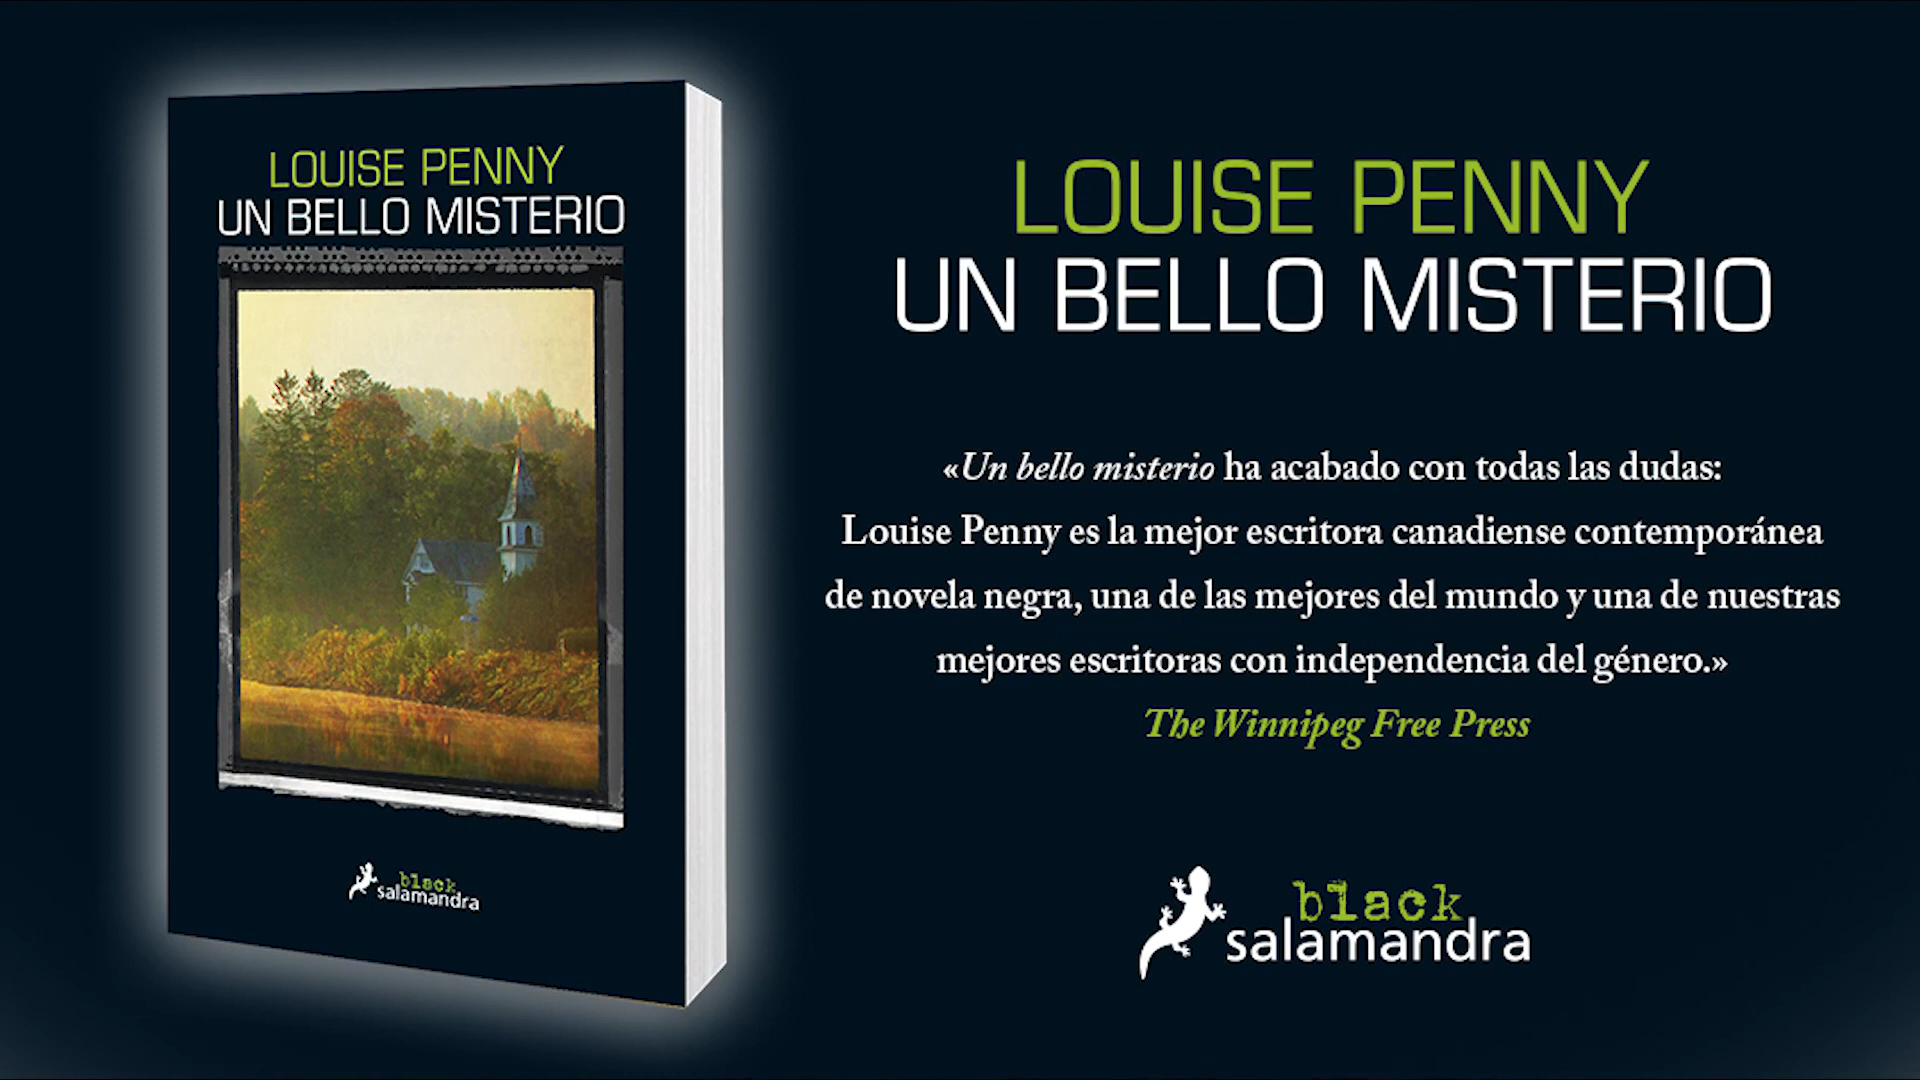 LOUISE PENNY
UN BELLO MISTERIO
black
salamandra
LOUISE PENNY
UN BELLO MISTERIO
«Un bello misterio ha acabado con todas las dudas:
Louise Penny es la mejor escritora canadiense contemporánea
de novela negra, una de las mejores del mundo y una de nuestras
mejores escritoras con independencia del género.»
The Winnipeg Free Press
black
salamandra